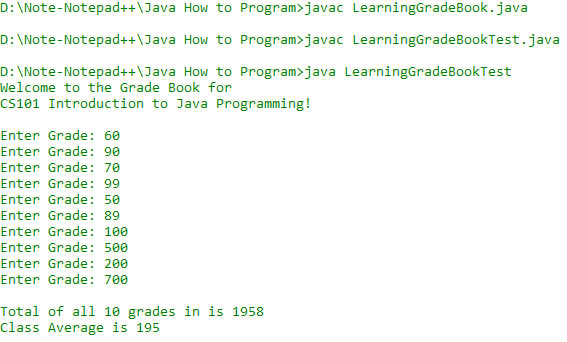 D:\Note-Notepad++\Java How to Program>javac LearningGradeBook.java
D:\Note-Notepad++\Java How to Program>javac LearningGradeBookTest.java
D:\Note-Notepad++\Java How to Program>java LearningGradeBookTest
Welcome to the Grade Book for
CS101 Introduction to Java Programming!
Enter Grade: 60
Enter Grade: 90
Enter Grade: 70
Enter Grade: 99
Enter Grade: 50
Enter Grade: 89
Enter Grade: 100
Enter Grade: 500
Enter Grade: 200
Enter Grade: 700
Total of all 10 grades in is 1958
Class Average is 195